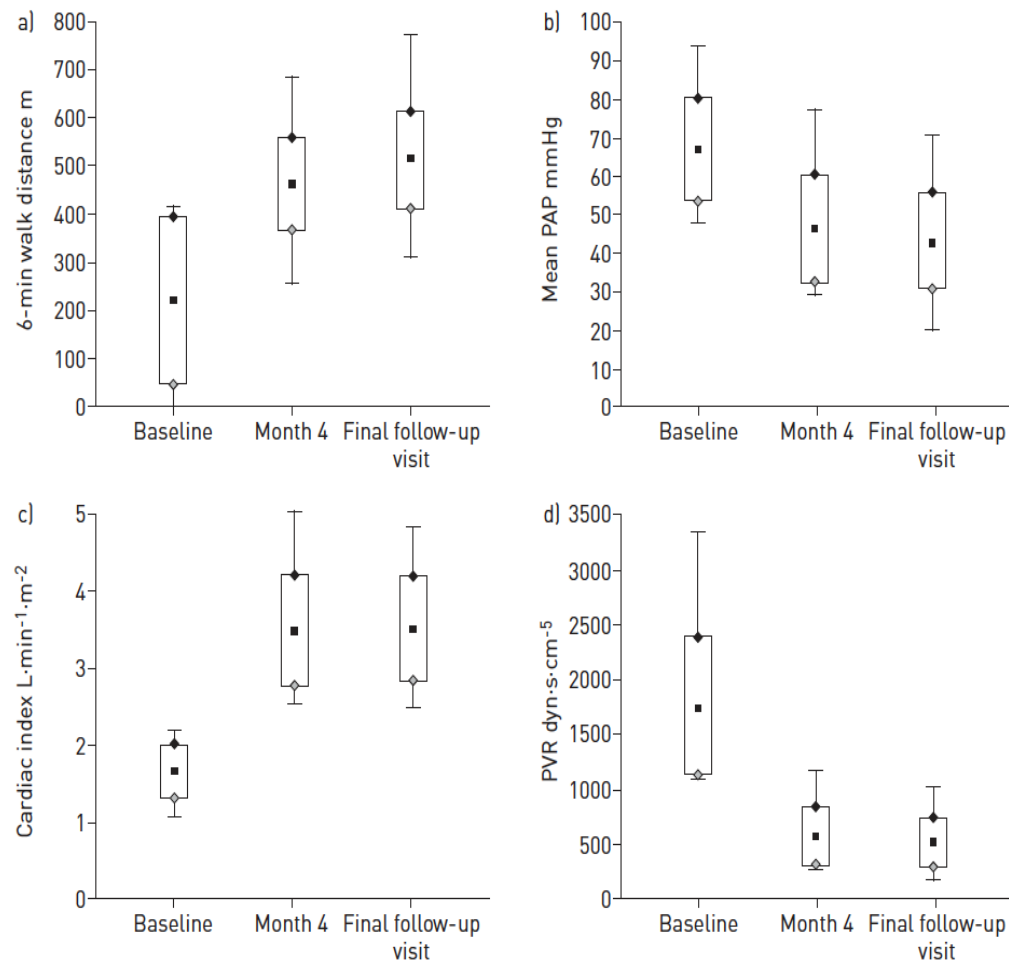 a)
6-min walk distance m
800
700
600
500
400
300
200
100
0
Baseline
Month 4
Final follow-up
visit
b)
Mean PAP mmHg
100
90
80
70
60
50
40
30
20
10
0
Baseline
Month 4
Final follow-up
visit
c)
Cardiac index L·min⁻¹·m⁻²
5
4
3
2
1
0
Baseline
Month 4
Final follow-up
visit
d)
PVR dyn·s·cm⁻⁵
3500
3000
2500
2000
1500
1000
500
0
Baseline
Month 4
Final follow-up
visit